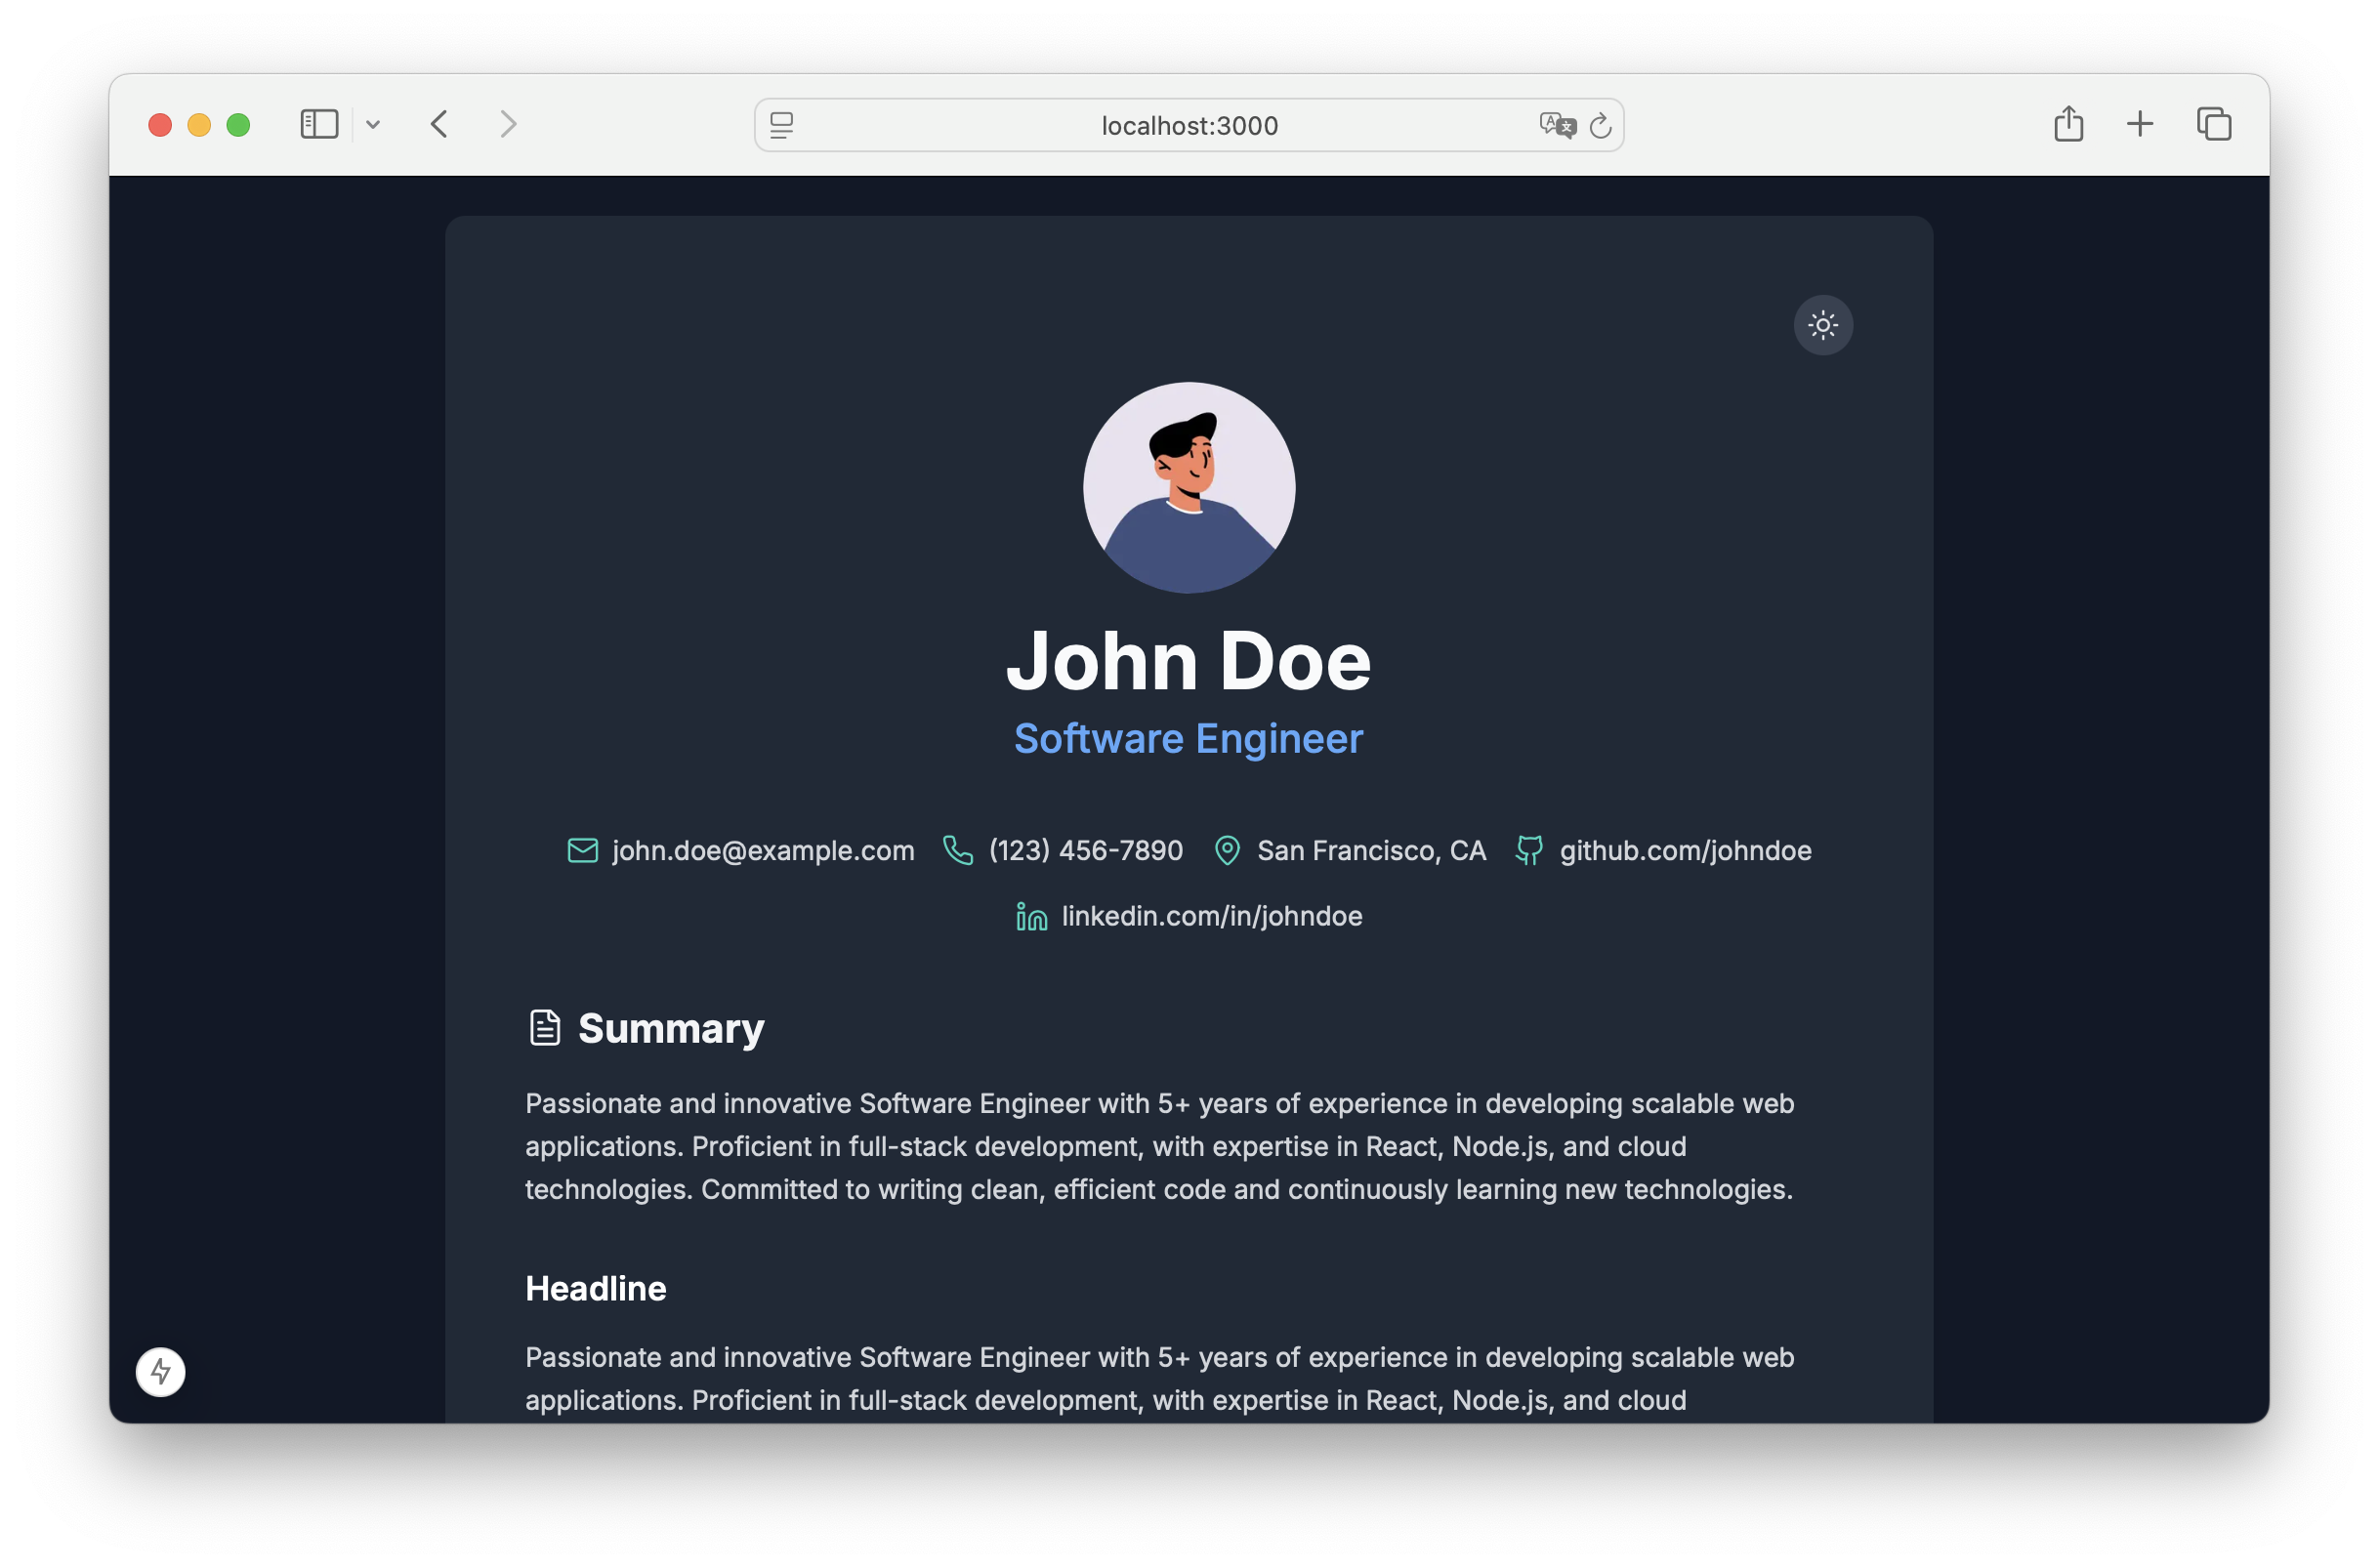 localhost:3000
John Doe
Software Engineer
john.doe@example.com (123) 456-7890 San Francisco, CA github.com/johndoe
linkedin.com/in/johndoe
Summary
Passionate and innovative Software Engineer with 5+ years of experience in developing scalable web
applications. Proficient in full-stack development, with expertise in React, Node.js, and cloud
technologies. Committed to writing clean, efficient code and continuously learning new technologies.
Headline
Passionate and innovative Software Engineer with 5+ years of experience in developing scalable web
applications. Proficient in full-stack development, with expertise in React, Node.js, and cloud